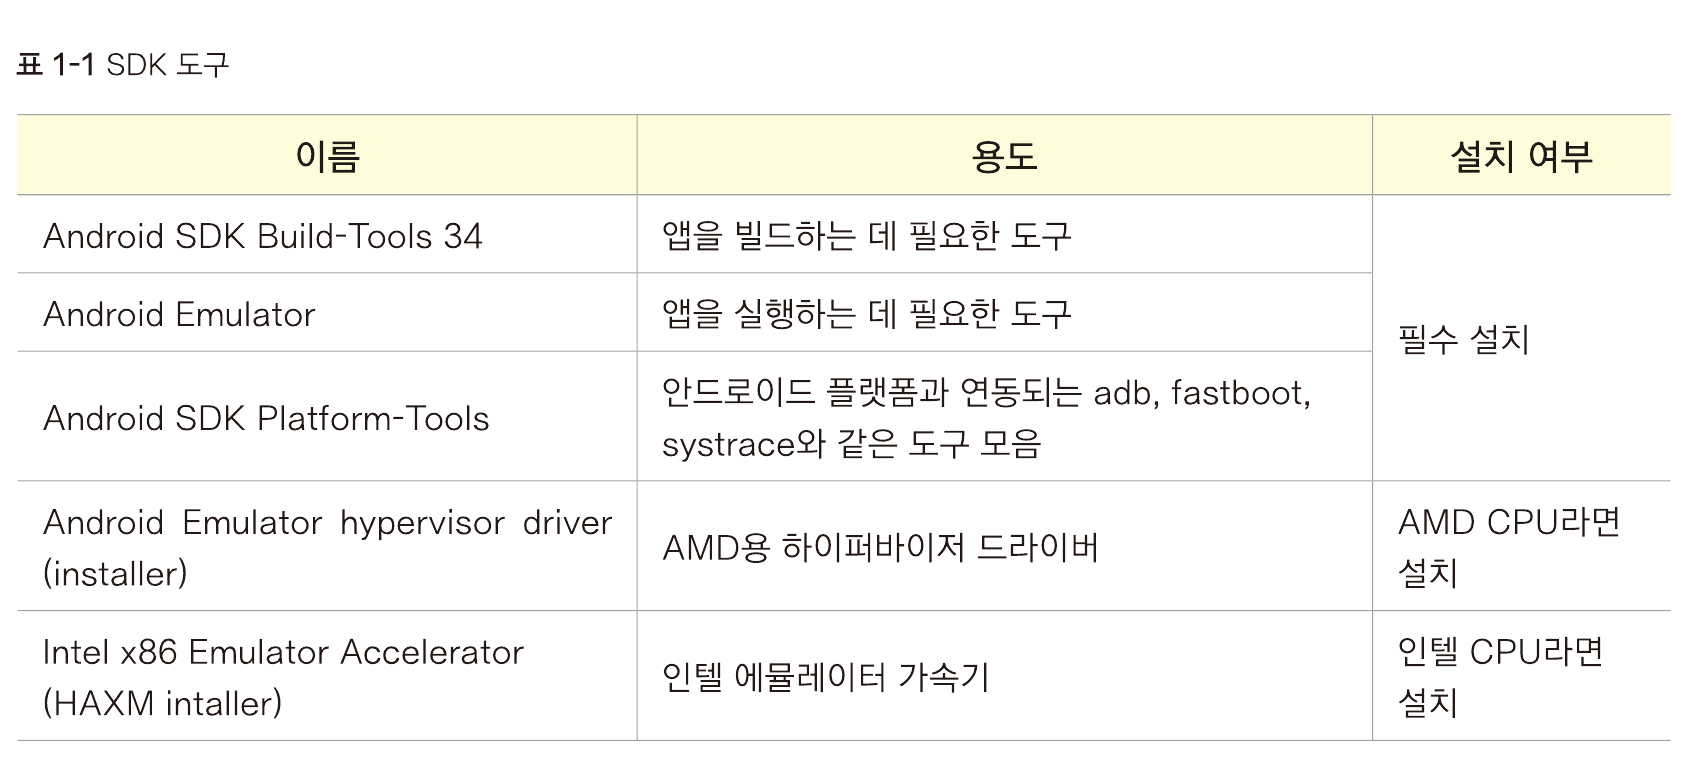 표 1-1 SDK 도구
이름 용도 설치 여부
Android SDK Build-Tools 34 앱을 빌드하는 데 필요한 도구
Android Emulator 앱을 실행하는 데 필요한 도구
필수 설치
Android SDK Platform-Tools
안드로이드 플랫폼과 연동되는 adb, fastboot,
systrace와 같은 도구 모음
Android Emulator hypervisor driver
(installer)
AMD용 하이퍼바이저 드라이버
AMD CPU라면
설치
Intel x86 Emulator Accelerator
(HAXM intaller)
인텔 에뮬레이터 가속기
인텔 CPU라면
설치